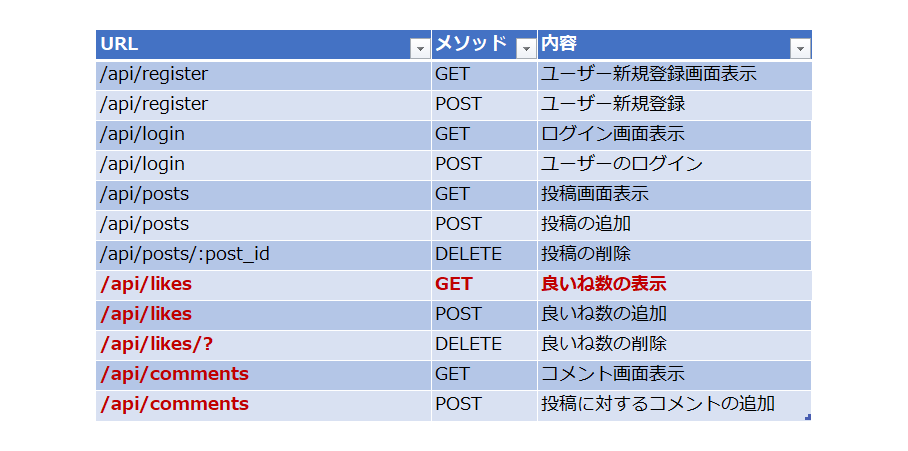 URL メソッド 内容
/api/register GET ユーザー新規登録画面表示
/api/register POST ユーザー新規登録
/api/login GET ログイン画面表示
/api/login POST ユーザーのログイン
/api/posts GET 投稿画面表示
/api/posts POST 投稿の追加
/api/posts/:post_id DELETE 投稿の削除
/api/likes GET 良いね数の表示
/api/likes POST 良いね数の追加
/api/likes/? DELETE 良いね数の削除
/api/comments GET コメント画面表示
/api/comments POST 投稿に対するコメントの追加